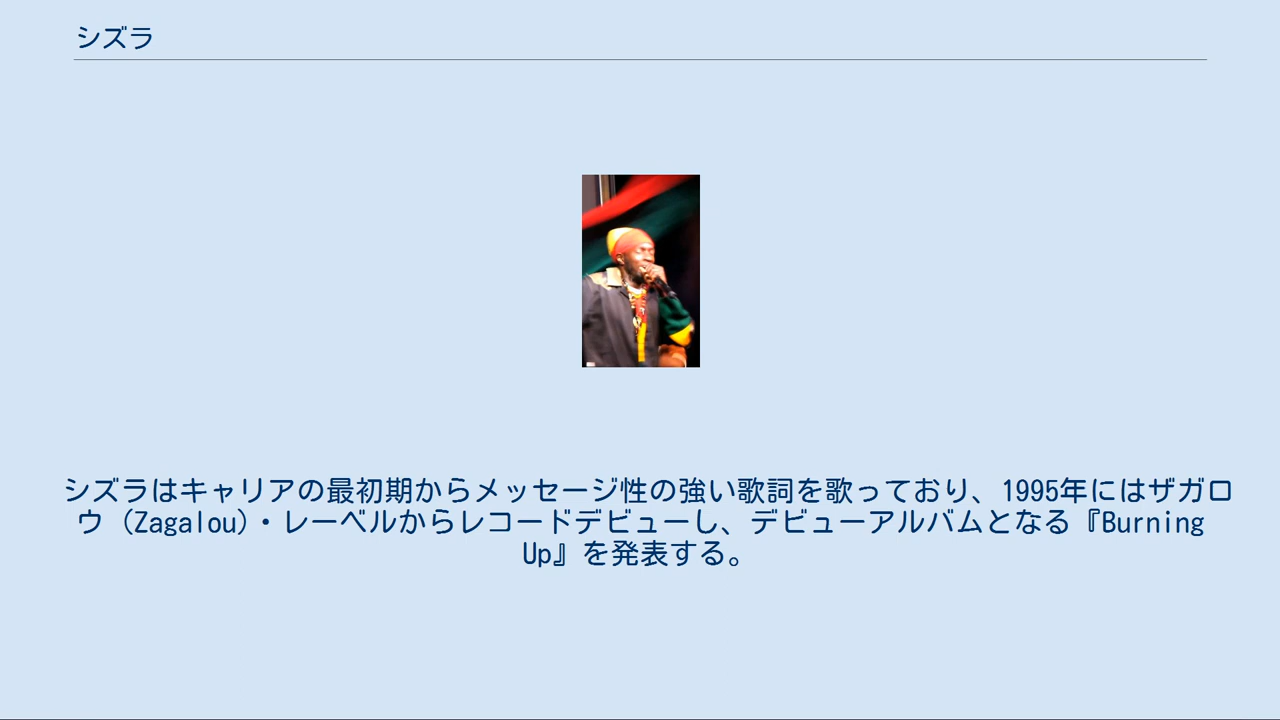 シズラ
シズラはキャリアの最初期からメッセージ性の強い歌詞を歌っており、1995年にはザガロ
ウ (Zagalou)・レーベルからレコードデビューし、デビューアルバムとなる『Burning
Up』を発表する。